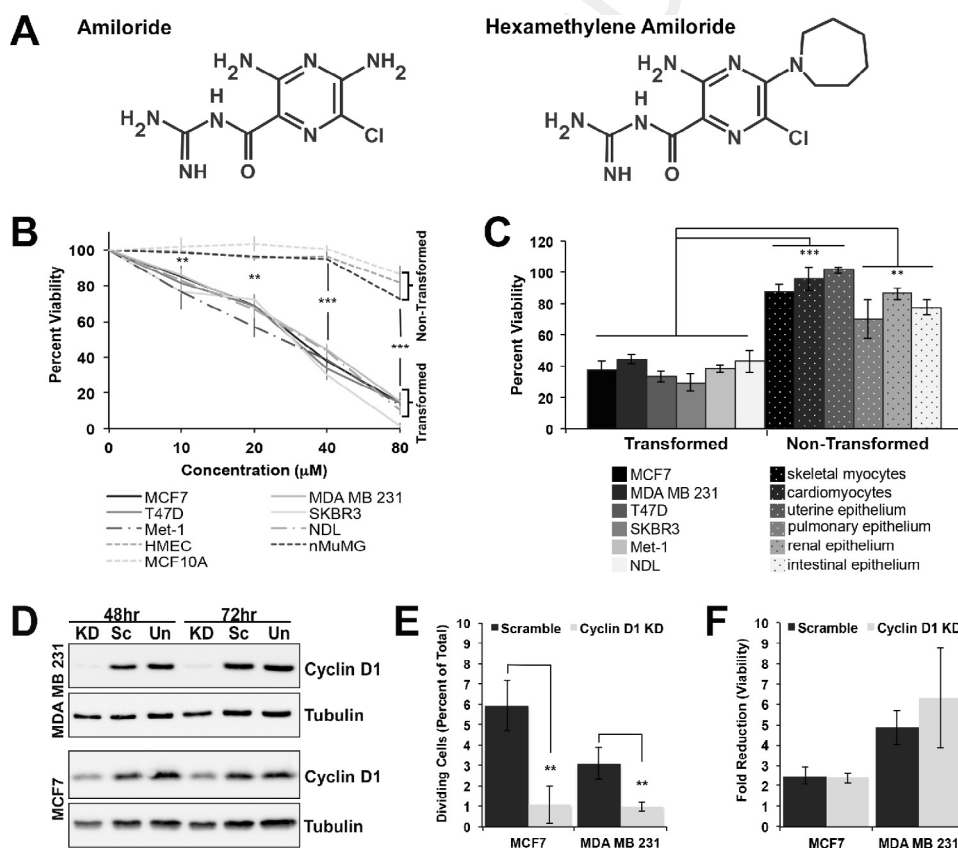 A
Amiloride
Hexamethylene Amiloride
H2N
NH2
N
N
H
N
H2N
Cl
NH
O
H2N
N
N
H
N
N
H2N
Cl
NH
O
B
Percent Viability
100
80
60
40
20
0
**
**
***
***
Non-Transformed
Transformed
0
10
20
40
80
Concentration (μM)
MCF7
MDA MB 231
T47D
SKBR3
Met-1
NDL
HMEC
nMuMG
MCF10A
C
Percent Viability
120
100
80
60
40
20
0
***
**
Transformed
Non-Transformed
MCF7
MDA MB 231
T47D
SKBR3
Met-1
NDL
skeletal myocytes
cardiomyocytes
uterine epithelium
pulmonary epithelium
renal epithelium
intestinal epithelium
D
48hr
72hr
KD Sc Un KD Sc Un
MDA MB 231
Cyclin D1
Tubulin
MCF7
Cyclin D1
Tubulin
E
Scramble
Cyclin D1 KD
Dividing Cells (Percent of Total)
10
9
8
7
6
5
4
3
2
1
0
**
**
MCF7
MDA MB 231
F
Scramble
Cyclin D1 KD
Fold Reduction (Viability)
10
9
8
7
6
5
4
3
2
1
0
MCF7
MDA MB 231